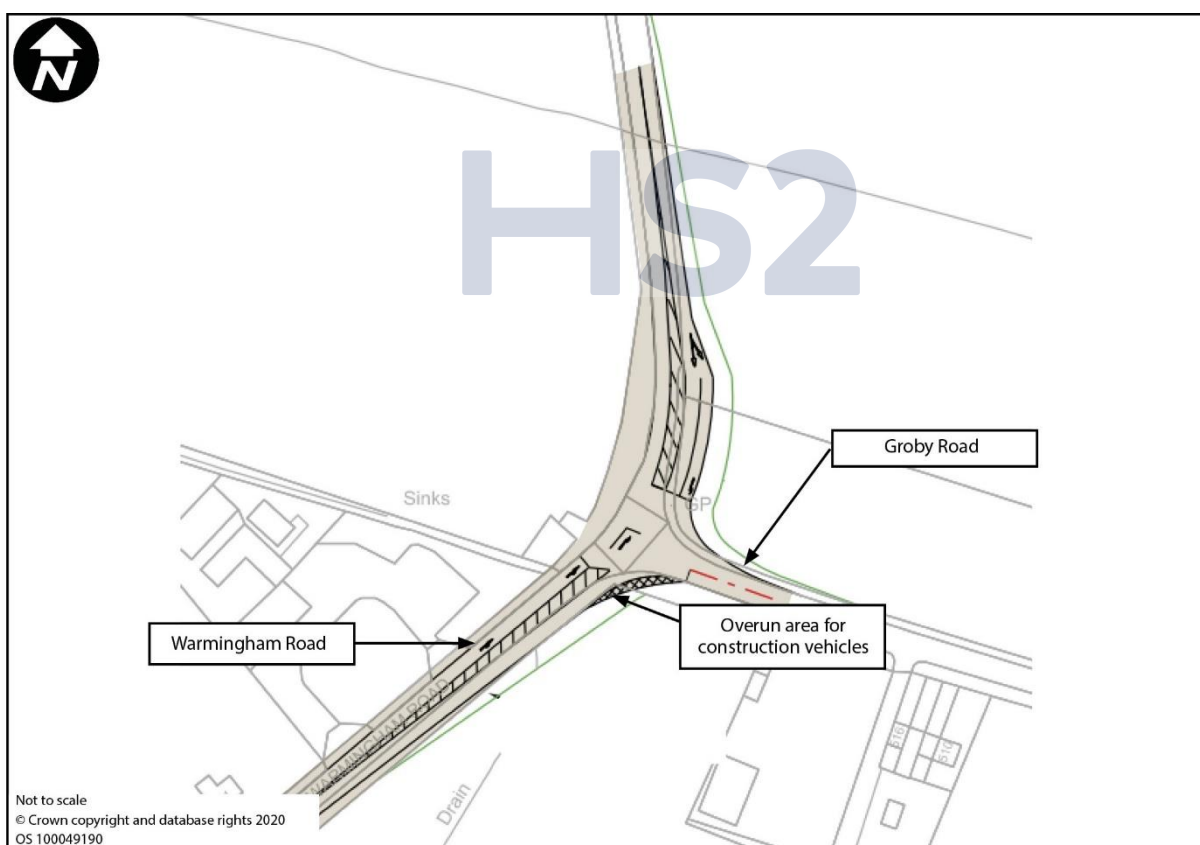 N
HS2
Groby Road
Sinks
GP
Overun area for
construction vehicles
Warmingham Road
WARMINGHAM ROAD
516
510
Drain
Not to scale
© Crown copyright and database rights 2020
OS 100049190